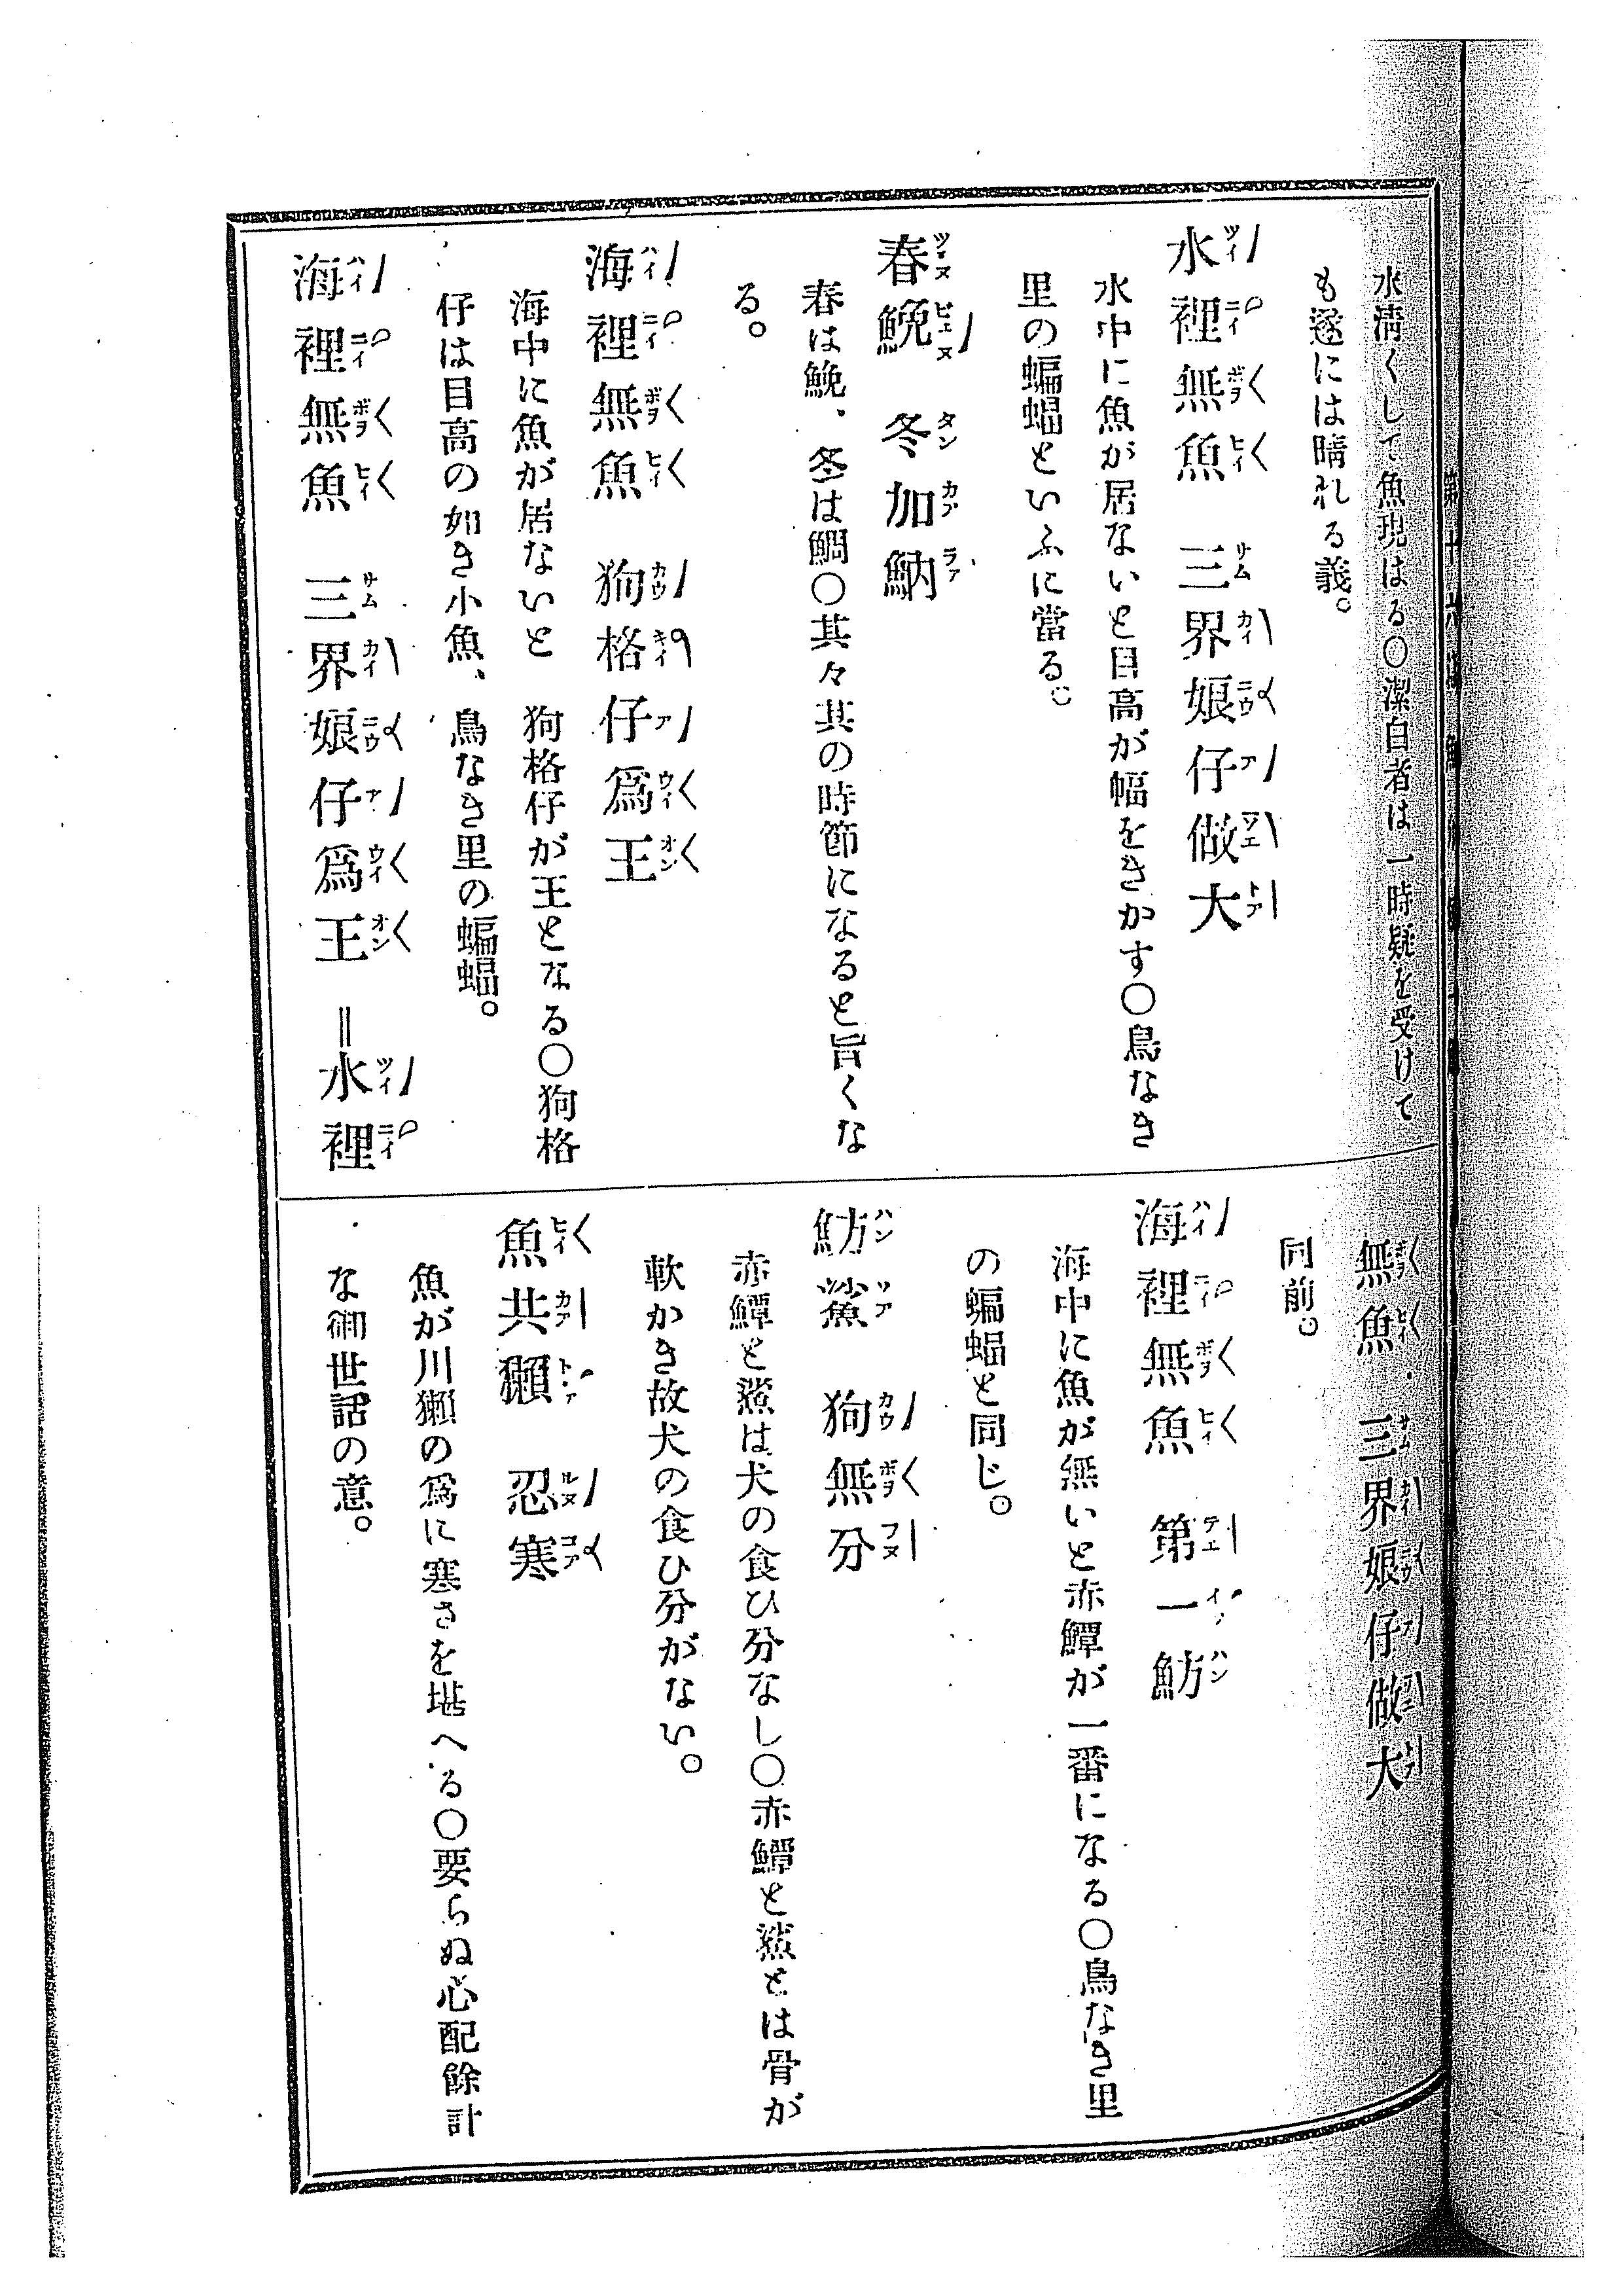 水淸くして魚現はる〇潔白者は一時疑を受けて
も遂には晴れる義。
水裡無魚 三界娘仔做大
水中に魚が居ないと目高が幅をきかす〇鳥なき
里の蝙蝠といふに當る。
春鮸 冬加魶
春は鮸、冬は鯛〇其々其の時節になると旨くな
る。
海裡無魚 狗格仔爲王
海中に魚が居ないと 狗格仔が王となる〇狗格
仔は目高の如き小魚、鳥なき里の蝙蝠。
海裡無魚 三界娘仔爲王 ‖水裡
無魚 三界娘仔做大
同前。
海裡無魚 第一魴
海中に魚が無いと赤鱏が一番になる〇鳥なき里
の蝙蝠と同じ。
魴鯊 狗無分
赤鱏と鯊は犬の食ひ分なし〇赤鱏と鯊とは骨が
軟かき故犬の食ひ分がない。
魚共獺 忍寒
魚が川獺の爲に寒さを堪へる〇要らぬ心配餘計
な御世話の意。